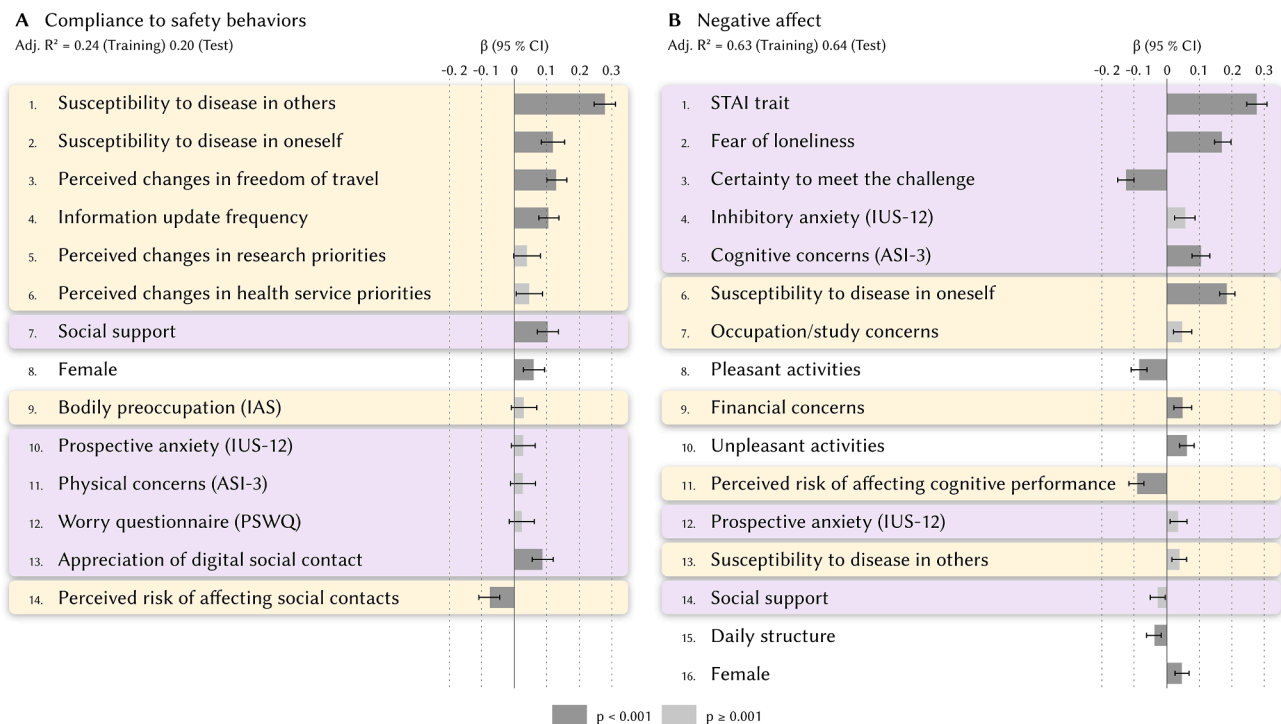 A Compliance to safety behaviors
Adj. R² = 0.24 (Training) 0.20 (Test)
β (95 % CI)
-0. 2 -0. 1 0 0.1 0.2 0.3
1. Susceptibility to disease in others
2. Susceptibility to disease in oneself
3. Perceived changes in freedom of travel
4. Information update frequency
5. Perceived changes in research priorities
6. Perceived changes in health service priorities
7. Social support
8. Female
9. Bodily preoccupation (IAS)
10. Prospective anxiety (IUS-12)
11. Physical concerns (ASI-3)
12. Worry questionnaire (PSWQ)
13. Appreciation of digital social contact
14. Perceived risk of affecting social contacts
B Negative affect
Adj. R² = 0.63 (Training) 0.64 (Test)
β (95 % CI)
-0. 2 -0.1 0 0.1 0.2 0.3
1. STAI trait
2. Fear of loneliness
3. Certainty to meet the challenge
4. Inhibitory anxiety (IUS-12)
5. Cognitive concerns (ASI-3)
6. Susceptibility to disease in oneself
7. Occupation/study concerns
8. Pleasant activities
9. Financial concerns
10. Unpleasant activities
11. Perceived risk of affecting cognitive performance
12. Prospective anxiety (IUS-12)
13. Susceptibility to disease in others
14. Social support
15. Daily structure
16. Female
p < 0.001 p ≥ 0.001